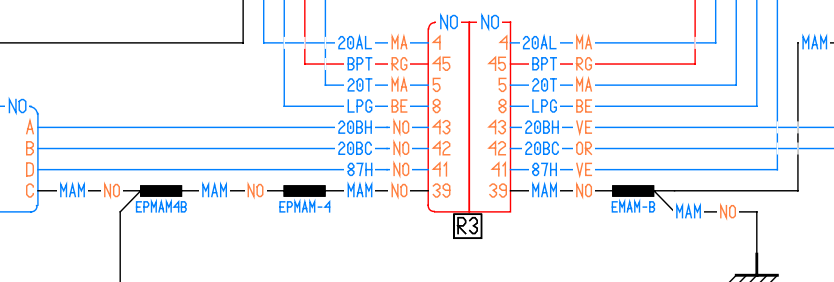 NO NO
20AL MA 4 4 20AL MA MAM
BPT RG 45 45 BPT RG
20T MA 5 5 20T MA
NO LPG BE 8 8 LPG BE
A 20BH NO 43 43 20BH VE
B 20BC NO 42 42 20BC OR
D 87H NO 41 41 87H VE
C MAM NO MAM NO MAM NO 39 39 MAM NO
EPMAM4B EPMAM-4 EMAM-B MAM NO
R3